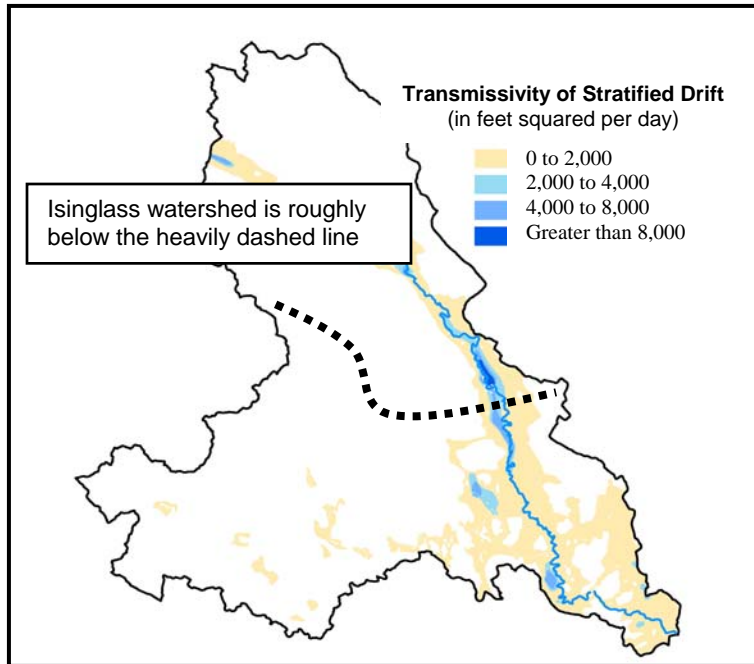 Transmissivity of Stratified Drift
(in feet squared per day)
0 to 2,000
2,000 to 4,000
4,000 to 8,000
Greater than 8,000
Isinglass watershed is roughly
below the heavily dashed line